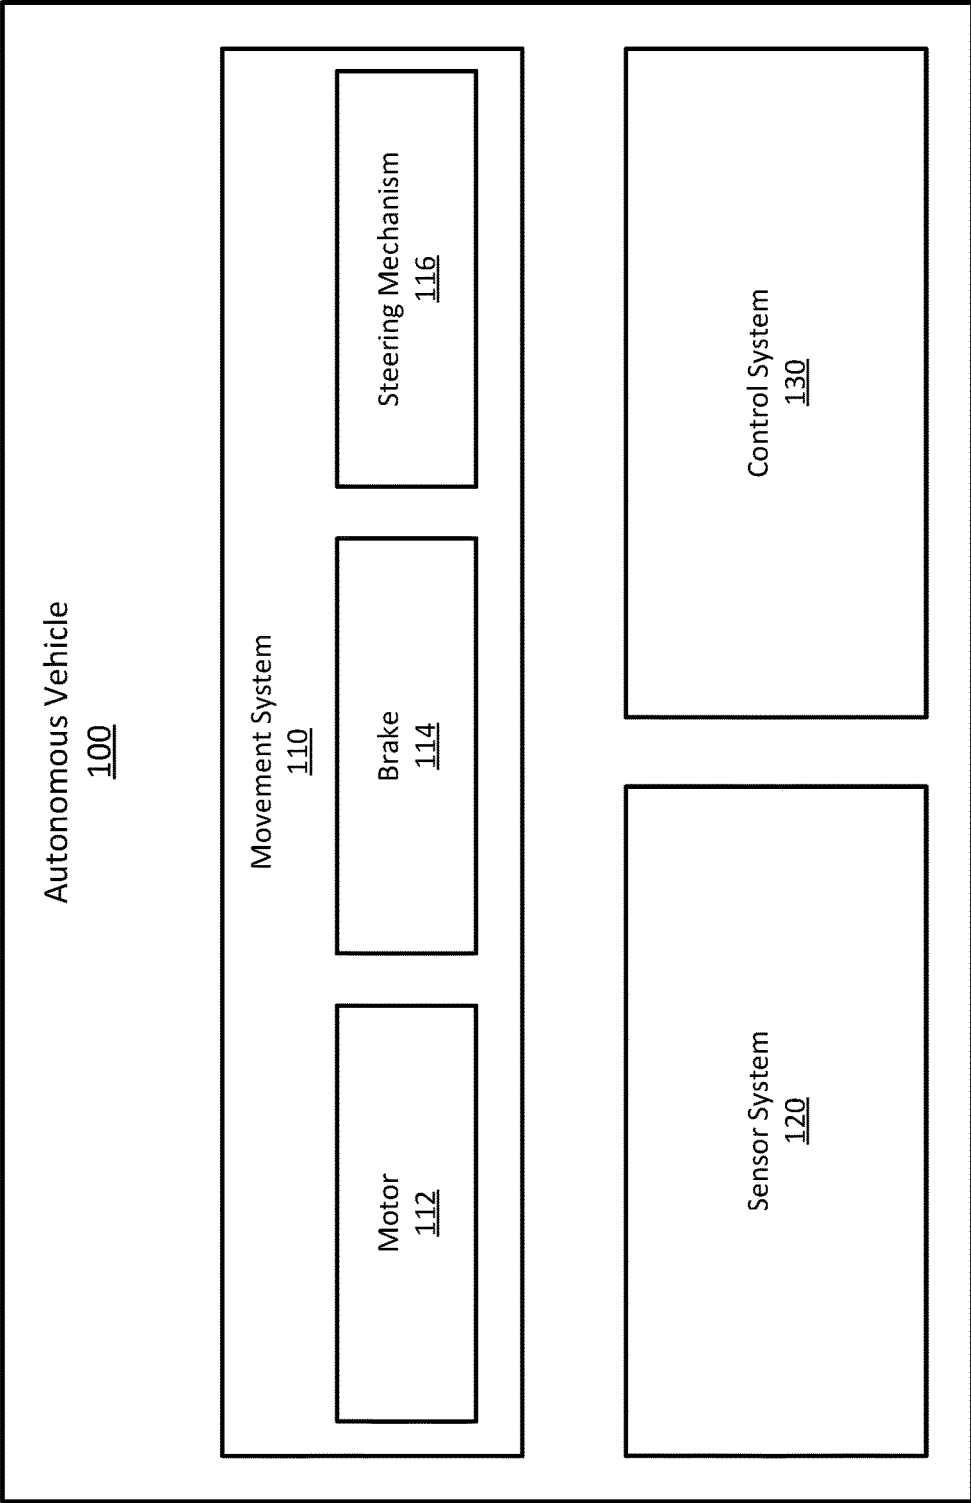 Autonomous Vehicle
100
Movement System
110
Motor
112
Brake
114
Steering Mechanism
116
Sensor System
120
Control System
130